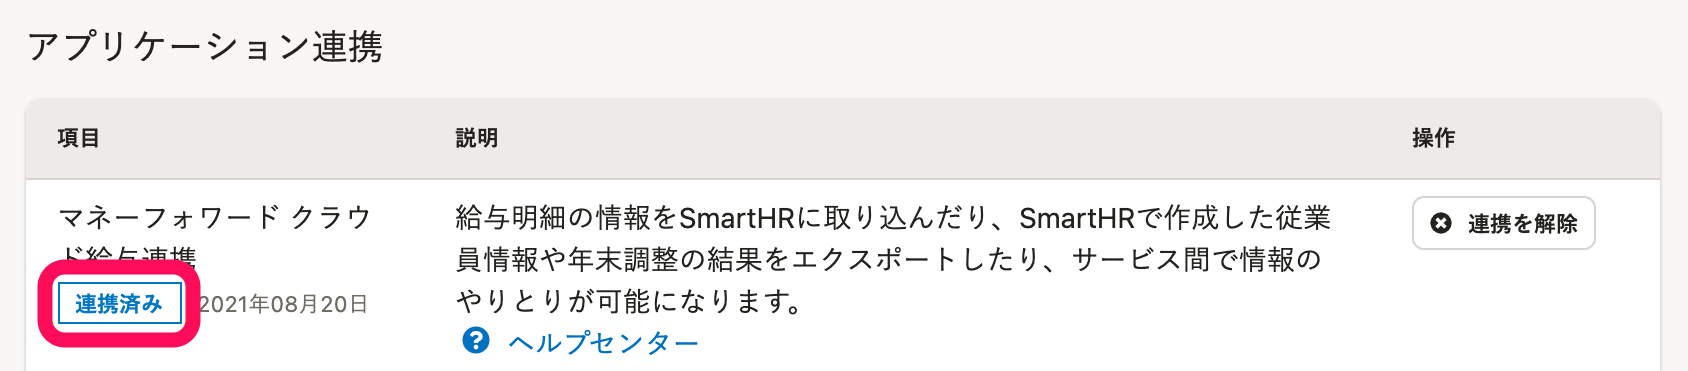 アプリケーション連携
項目
説明
操作
マネーフォワード クラウ
ド給与連携
連携済み
2021年08月20日
給与明細の情報をSmartHRに取り込んだり、SmartHRで作成した従業
員情報や年末調整の結果をエクスポートしたり、サービス間で情報の
やりとりが可能になります。
ヘルプセンター
連携を解除